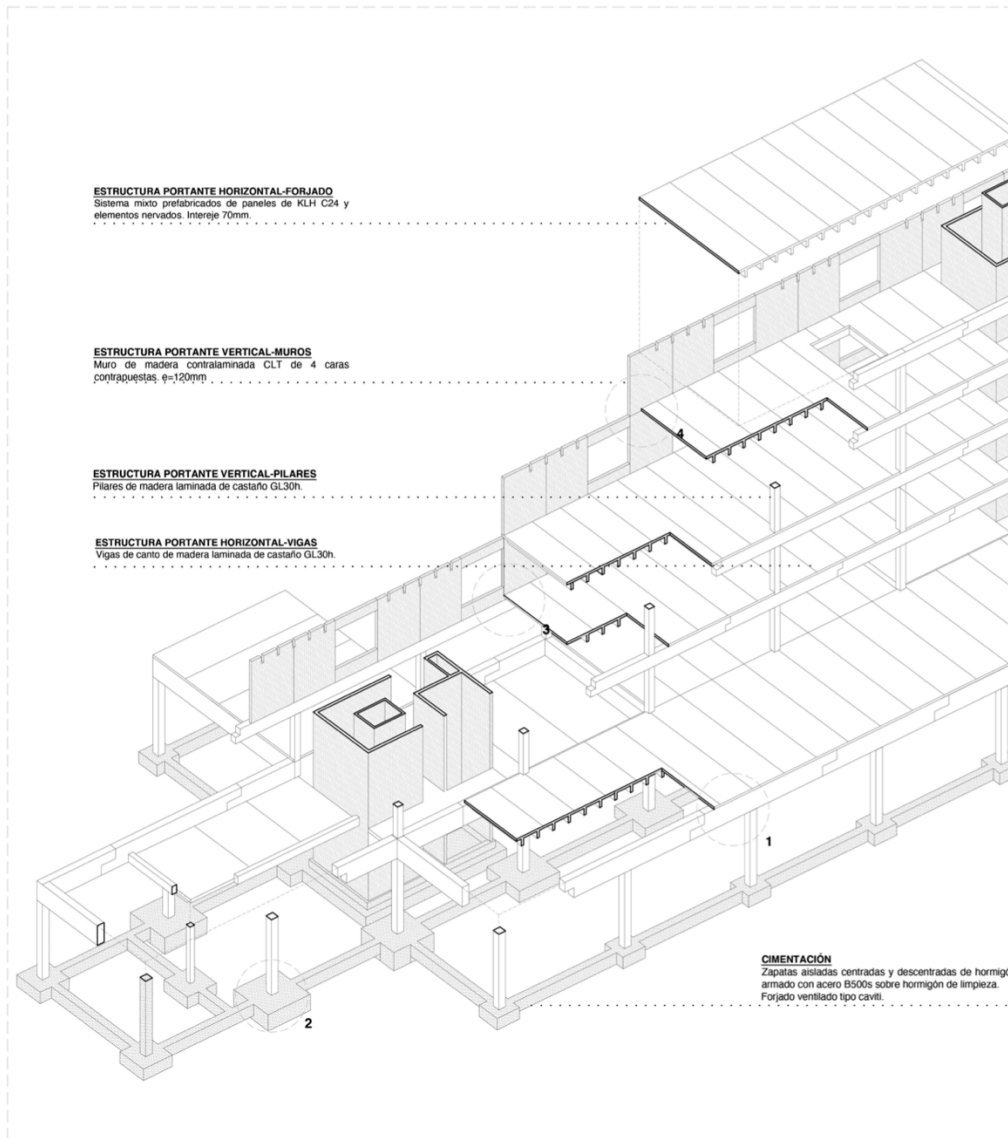 ESTRUCTURA PORTANTE HORIZONTAL-FORJADO
Sistema mixto prefabricados de paneles de KLH C24 y
elementos nervados. Intereje 70mm.
ESTRUCTURA PORTANTE VERTICAL-MUROS
Muro de madera contralaminada CLT de 4 caras
contrapuestas. e=120mm
4
ESTRUCTURA PORTANTE VERTICAL-PILARES
Pilares de madera laminada de castaño GL30h.
ESTRUCTURA PORTANTE HORIZONTAL-VIGAS
Vigas de canto de madera laminada de castaño GL30h.
3
1
CIMENTACIÓN
Zapatas aisladas centradas y descentradas de hormigó
armado con acero B500s sobre hormigón de limpieza.
Forjado ventilado tipo caviti.
2